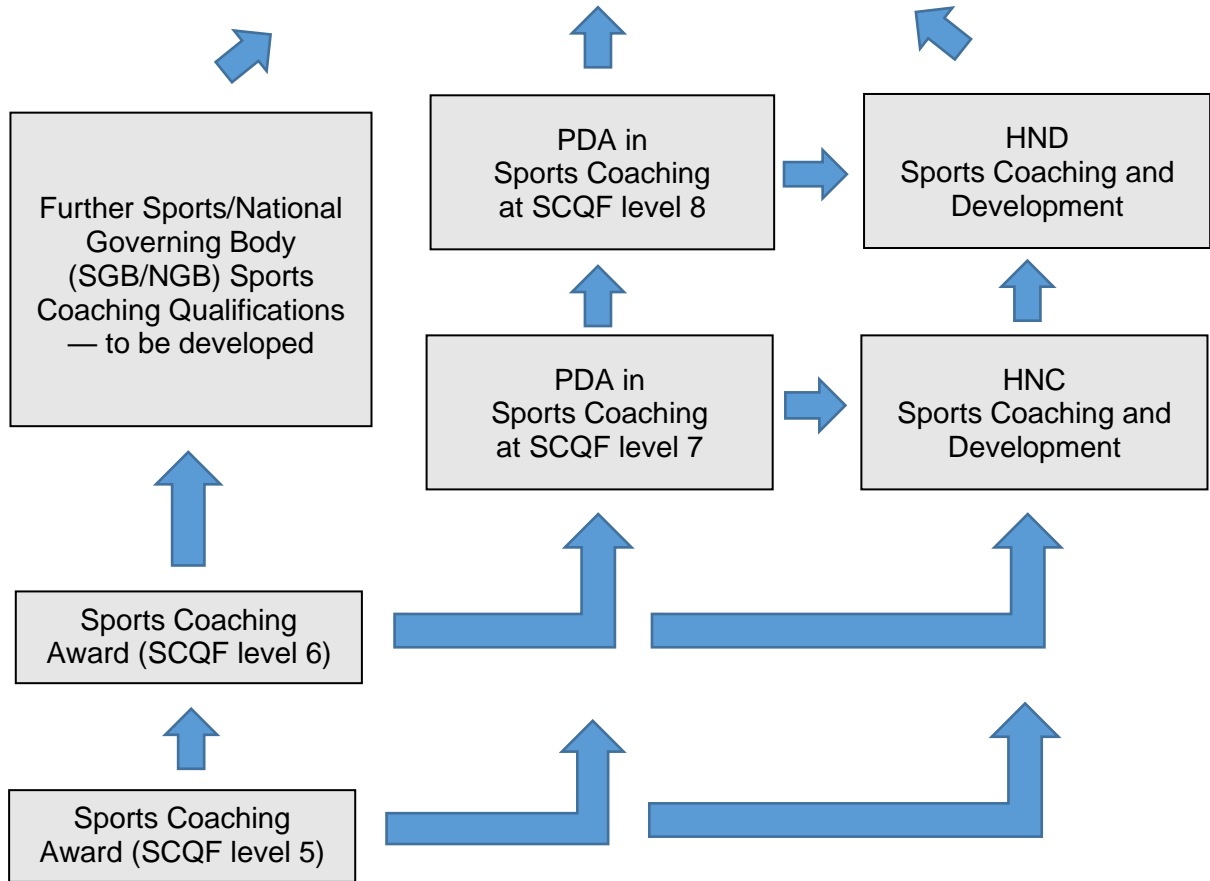 Further Sports/National
Governing Body
(SGB/NGB) Sports
Coaching Qualifications
— to be developed
PDA in
Sports Coaching
at SCQF level 8
HND
Sports Coaching and
Development
PDA in
Sports Coaching
at SCQF level 7
HNC
Sports Coaching and
Development
Sports Coaching
Award (SCQF level 6)
Sports Coaching
Award (SCQF level 5)